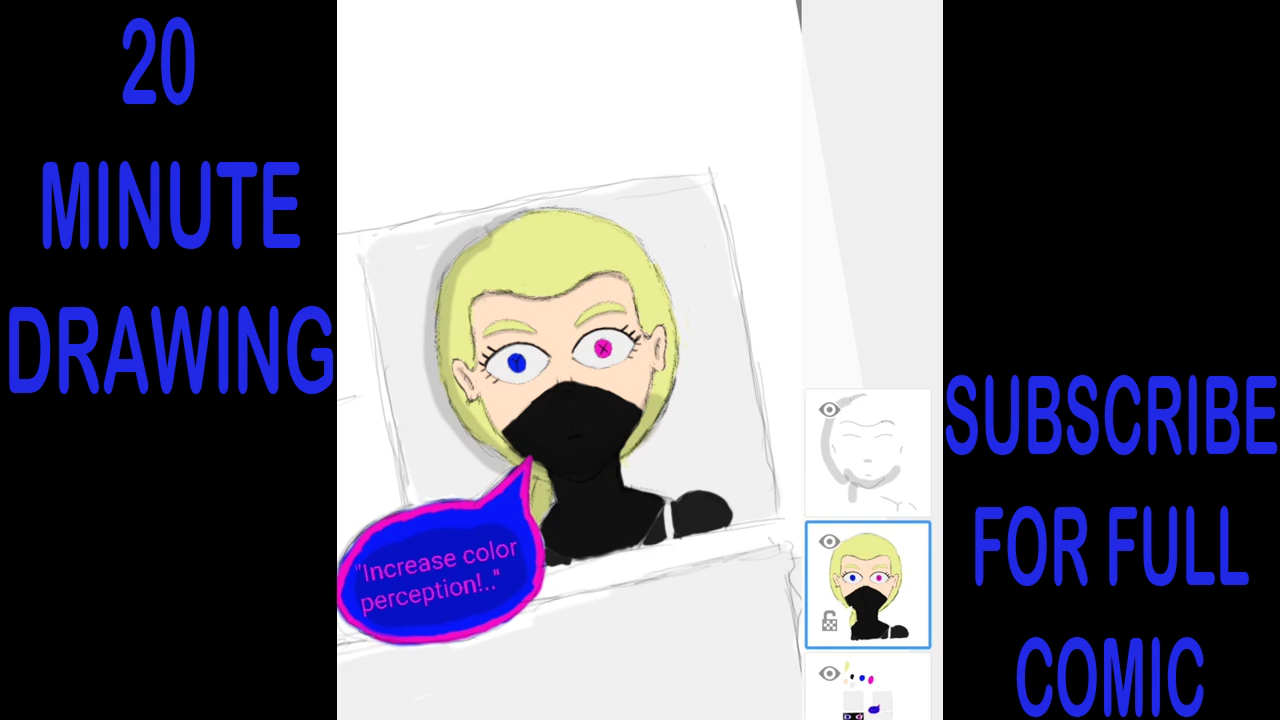 20
MINUTE
DRAWING
"Increase color
perception!.."
SUBSCRIBE
FOR FULL
COMIC